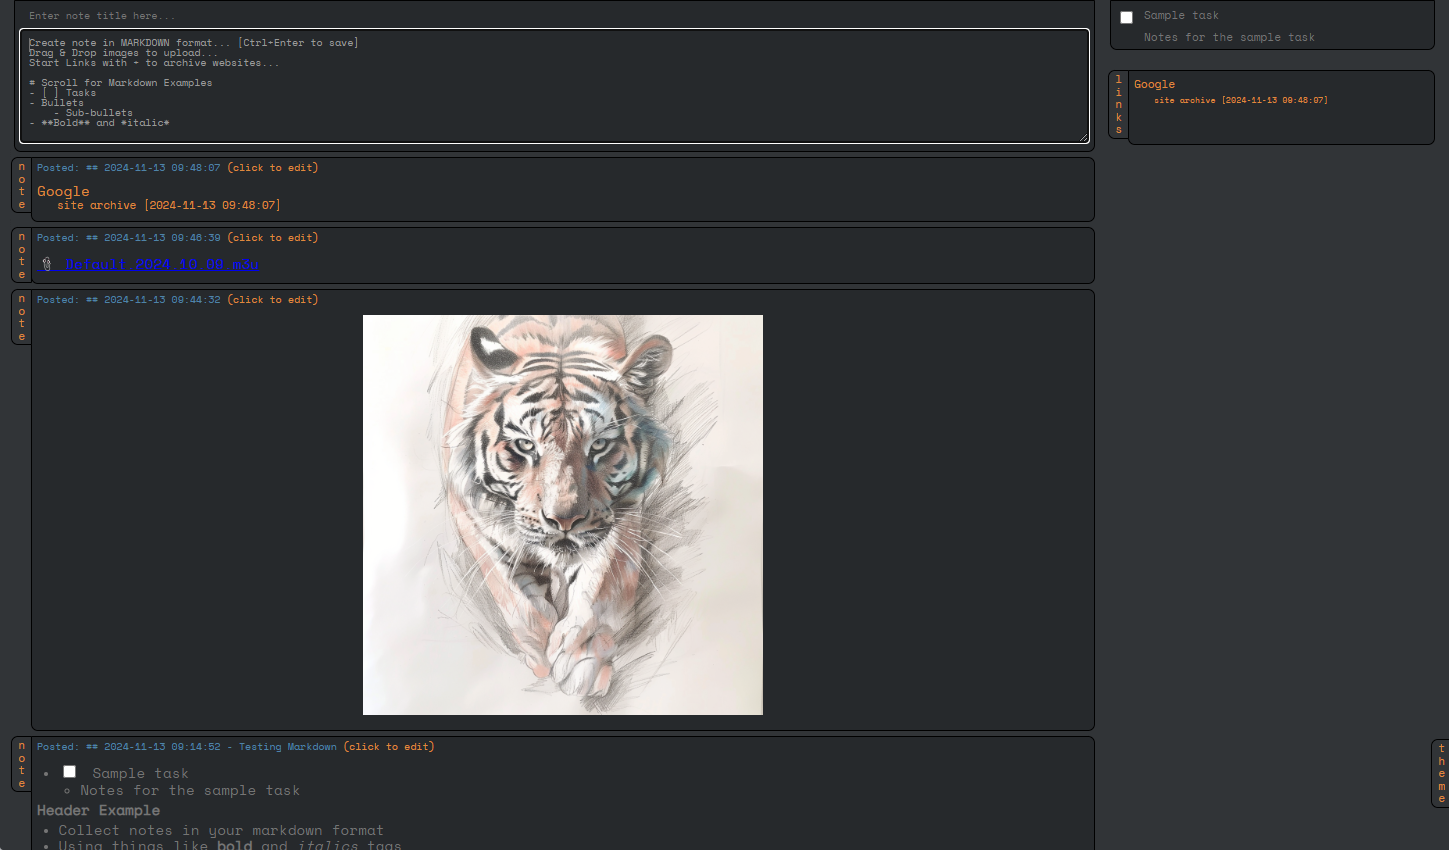 Enter note title here...
Create note in MARKDOWN format... [Ctrl+Enter to save]
Drag & Drop images to upload...
Start Links with + to archive websites...
# Scroll for Markdown Examples
- [ ] Tasks
- Bullets
- Sub-bullets
- **Bold** and *italic*
note
Posted: ## 2024-11-13 09:48:07 (click to edit)
Google
site archive [2024-11-13 09:48:07]
note
Posted: ## 2024-11-13 09:46:39 (click to edit)
note
Posted: ## 2024-11-13 09:44:32 (click to edit)
note
Posted: ## 2024-11-13 09:14:52 - Testing Markdown (click to edit)
Sample task
Notes for the sample task
Header Example
Collect notes in your markdown format
Using things like bold and italics tags
Sample task
Notes for the sample task
links
Google
site archive [2024-11-13 09:48:07]
theme